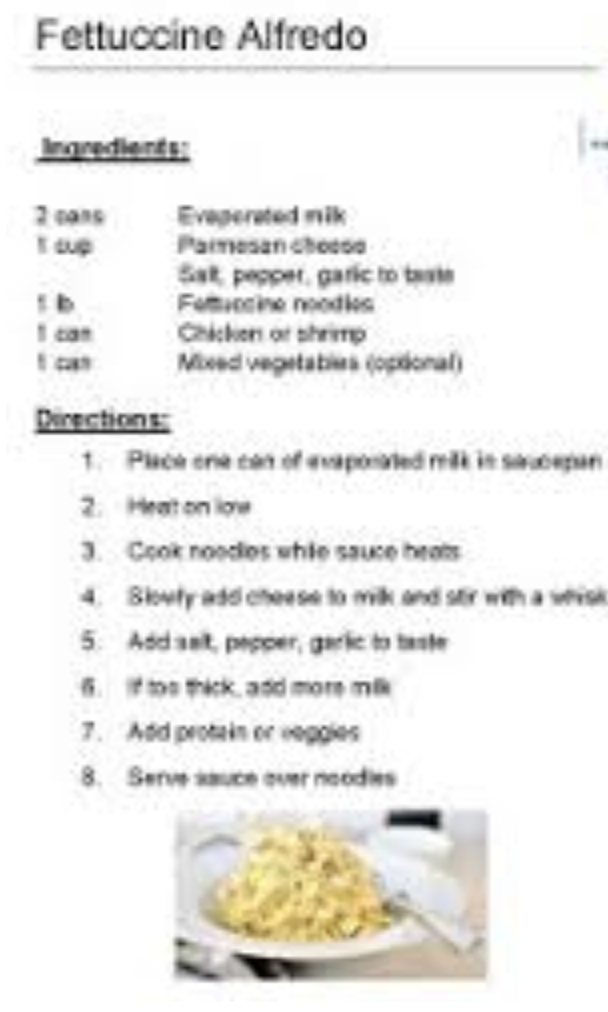 Fettuccine Alfredo
Ingredients:
2 cans Evaporated milk
1 cup Parmesan cheese
Salt, pepper, garlic to taste
1 lb Fettuccine noodles
1 can Chicken or shrimp
1 can Mixed vegetables (optional)
Directions:
1. Place one can of evaporated milk in saucepan
2. Heat on low
3. Cook noodles while sauce heats
4. Slowly add cheese to milk and stir with a whisk
5. Add salt, pepper, garlic to taste
6. If too thick, add more milk
7. Add protein or veggies
8. Serve sauce over noodles